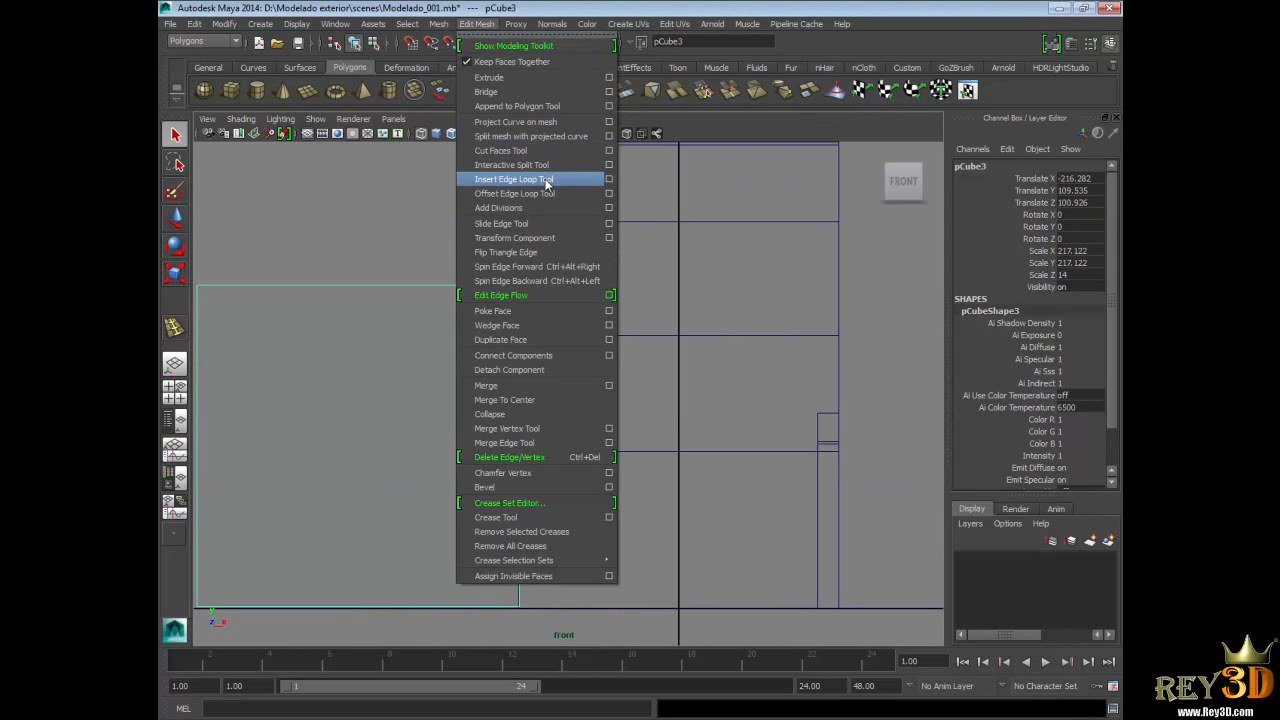 Autodesk Maya 2014: D:\Modelado exterior\scenes\Modelado_001.mb* --- pCube3
File Edit Modify Create Display Window Assets Select Mesh Edit Mesh Proxy Normals Color Create UVs Edit UVs Arnold Muscle Pipeline Cache Help
Polygons
pCube3
General Curves Surfaces Polygons Deformation
Effects Toon Muscle Fluids Fur nHair nCloth Custom GoZBrush Arnold HDRLightStudio
View Shading Lighting Show Renderer Panels
Show Modeling Toolkit
Keep Faces Together
Extrude
Bridge
Append to Polygon Tool
Project Curve on mesh
Split mesh with projected curve
Cut Faces Tool
Interactive Split Tool
Insert Edge Loop Tool
Offset Edge Loop Tool
Add Divisions
Slide Edge Tool
Transform Component
Flip Triangle Edge
Spin Edge Forward Ctrl+Alt+Right
Spin Edge Backward Ctrl+Alt+Left
Edit Edge Flow
Poke Face
Wedge Face
Duplicate Face
Connect Components
Detach Component
Merge
Merge To Center
Collapse
Merge Vertex Tool
Merge Edge Tool
Delete Edge/Vertex Ctrl+Del
Chamfer Vertex
Bevel
Crease Set Editor...
Crease Tool
Remove Selected Creases
Remove All Creases
Crease Selection Sets
Assign Invisible Faces
FRONT
front
Channel Box / Layer Editor
Channels Edit Object Show
pCube3
Translate X -216.282
Translate Y 109.535
Translate Z 100.926
Rotate X 0
Rotate Y 0
Rotate Z 0
Scale X 217.122
Scale Y 217.122
Scale Z 14
Visibility on
SHAPES
pCubeShape3
Ai Shadow Density 1
Ai Exposure 0
Ai Diffuse 1
Ai Specular 1
Ai Sss 1
Ai Indirect 1
Ai Use Color Temperature off
Ai Color Temperature 6500
Color R 1
Color G 1
Color B 1
Intensity 1
Emit Diffuse on
Emit Specular on
Display Render Anim
Layers Options Help
2 4 6 8 10 12 14 16 18 20 22 24
1.00
1.00 1.00 1 24 24.00 48.00 No Anim Layer No Character Set
MEL
REY3D
www.Rey3D.com